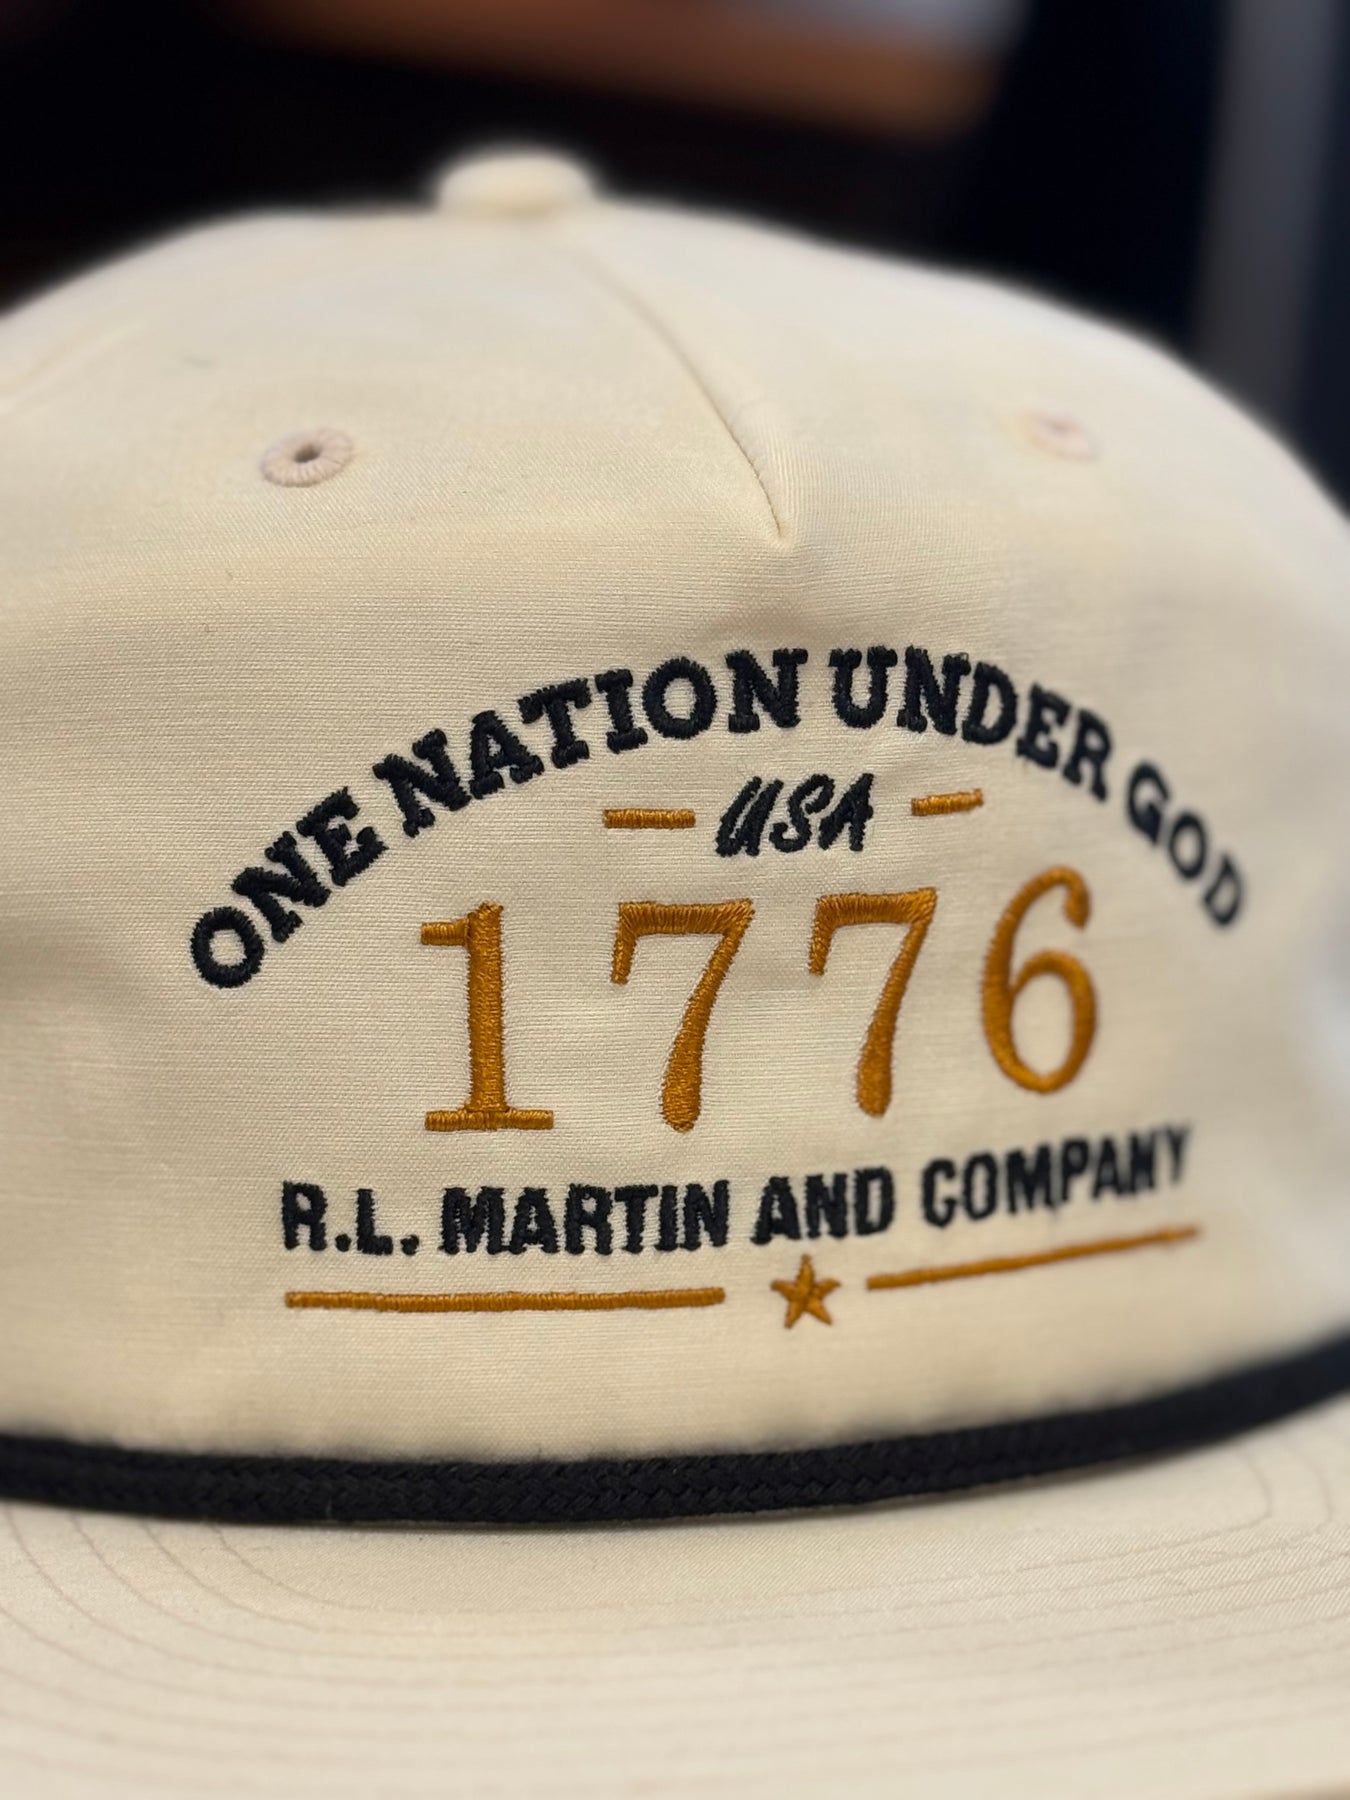 ONE NATION UNDER GOD
USA
1776
R.L. MARTIN AND COMPANY